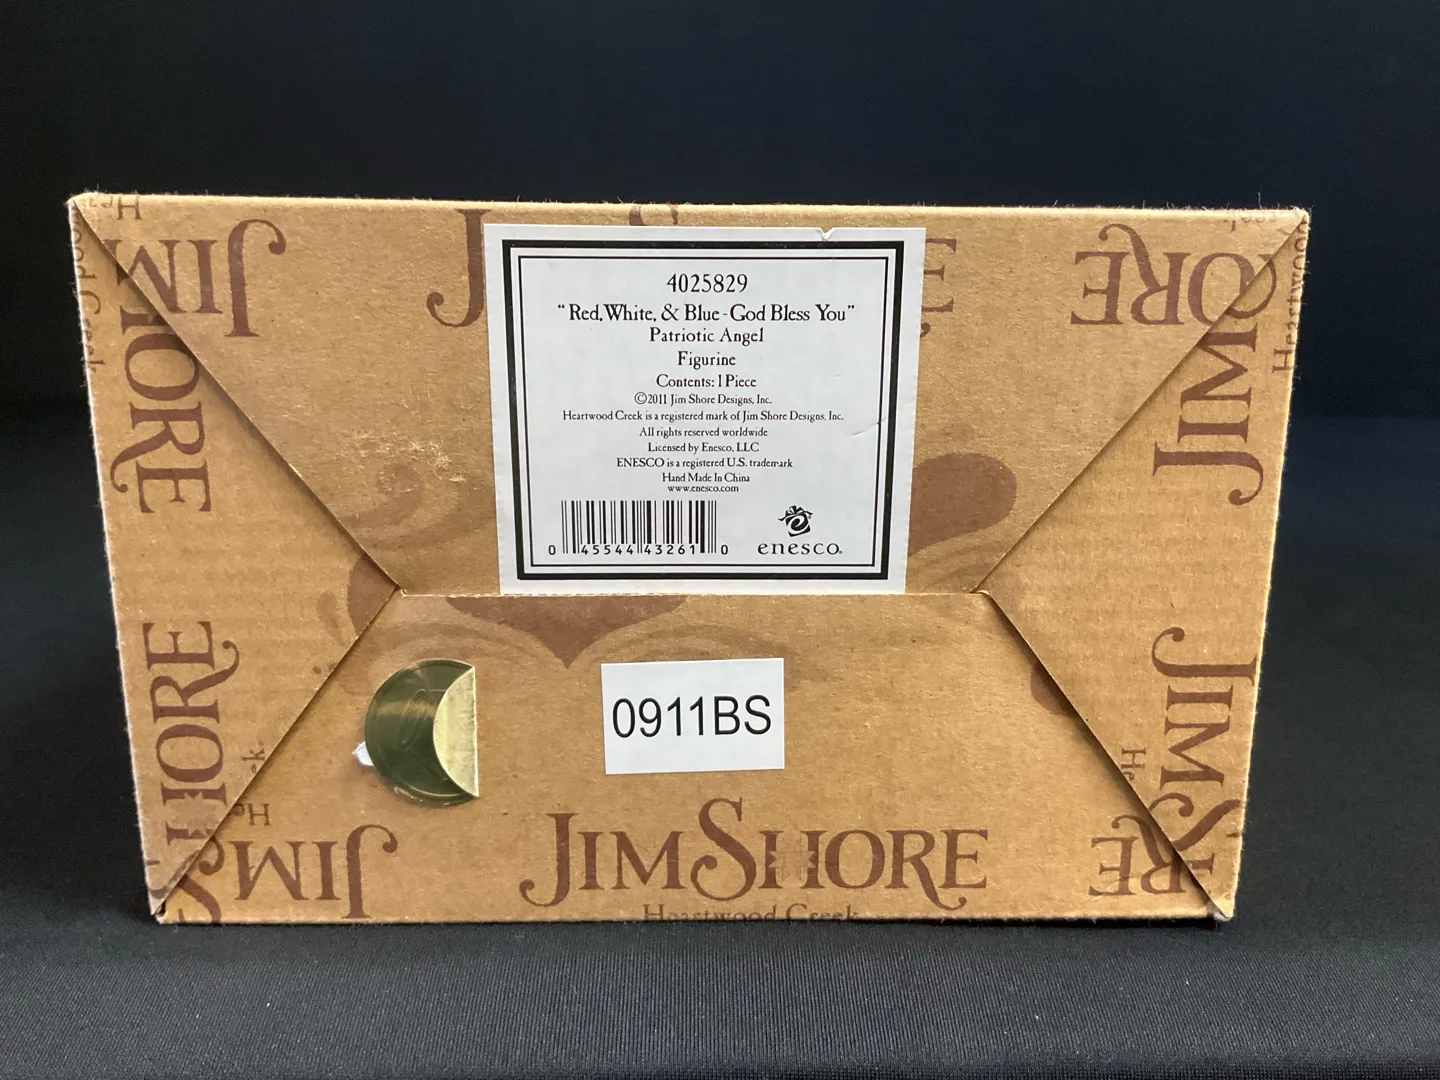 4025829
"Red, White, & Blue - God Bless You"
Patriotic Angel
Figurine
Contents: 1 Piece
©2011 Jim Shore Designs, Inc.
Heartwood Creek is a registered mark of Jim Shore Designs, Inc.
All rights reserved worldwide
Licensed by Enesco, LLC
ENESCO is a registered U.S. trademark
Hand Made In China
www.enesco.com
0 45544 43261 0
enesco.
0911BS
JIM SHORE
Heartwood Creek
JIM
J
E
ORE
JIM
JIM
ORE
MORE
SHORE
JIM